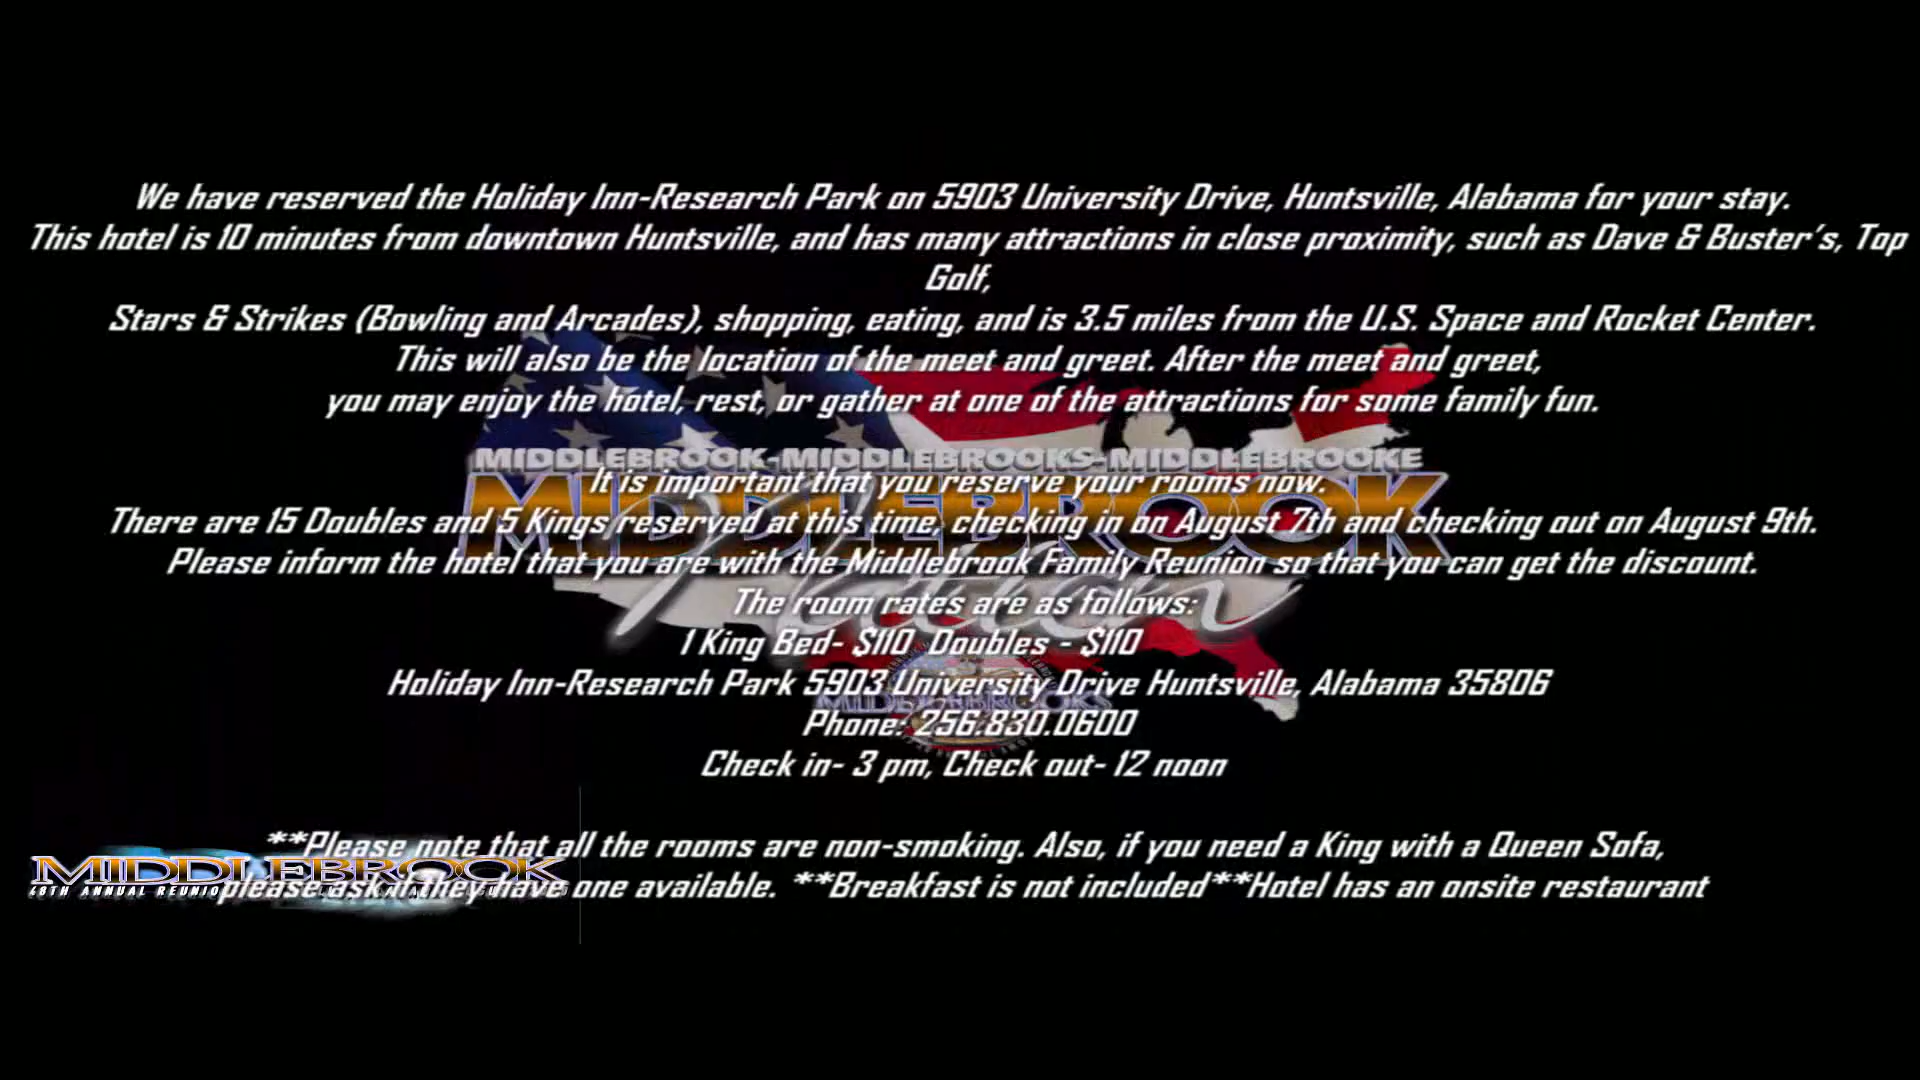 We have reserved the Holiday Inn-Research Park on 5903 University Drive, Huntsville, Alabama for your stay.
This hotel is 10 minutes from downtown Huntsville, and has many attractions in close proximity, such as Dave & Buster's, Top
Golf,
Stars & Strikes (Bowling and Arcades), shopping, eating, and is 3.5 miles from the U.S. Space and Rocket Center.
This will also be the location of the meet and greet. After the meet and greet,
you may enjoy the hotel, rest, or gather at one of the attractions for some family fun.
MIDDLEBROOK-MIDDLEBROOKS-MIDDLEBROOKE
It is important that you reserve your rooms now.
MIDDLEBROOK
There are 15 Doubles and 5 Kings reserved at this time, checking in on August 7th and checking out on August 9th.
Please inform the hotel that you are with the Middlebrook Family Reunion so that you can get the discount.
Nation
The room rates are as follows:
1 King Bed- $110  Doubles - $110
Holiday Inn-Research Park 5903 University Drive Huntsville, Alabama 35806
MIDDLEBROOKS
Phone: 256.830.0600
Check in- 3 pm, Check out- 12 noon
**Please note that all the rooms are non-smoking. Also, if you need a King with a Queen Sofa,
MIDDLEBROOK
48TH ANNUAL REUNION
please ask if they have one available.  **Breakfast is not included**Hotel has an onsite restaurant